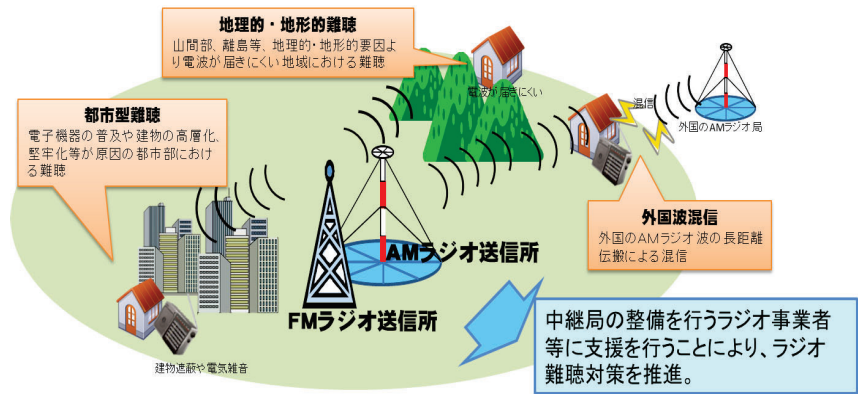 地理的・地形的難聴
山間部、離島等、地理的・地形的要因よ
り電波が届きにくい地域における難聴
電波が届きにくい
都市型難聴
電子機器の普及や建物の高層化、
堅牢化等が原因の都市部におけ
る難聴
混信
外国のAMラジオ局
外国波混信
外国のAMラジオ波の長距離
伝搬による混信
AMラジオ送信所
FMラジオ送信所
建物遮蔽や電気雑音
中継局の整備を行うラジオ事業者
等に支援を行うことにより、ラジオ
難聴対策を推進。